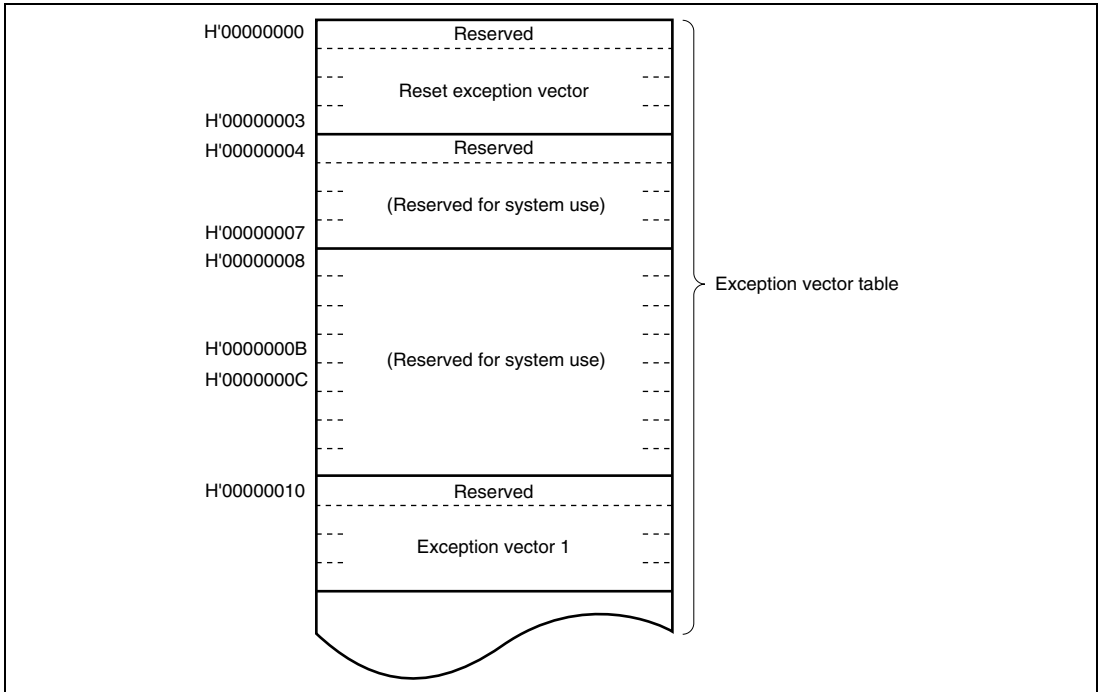 H'00000000 Reserved
Reset exception vector
H'00000003
H'00000004 Reserved
(Reserved for system use)
H'00000007
H'00000008
Exception vector table
H'0000000B
(Reserved for system use)
H'0000000C
H'00000010 Reserved
Exception vector 1